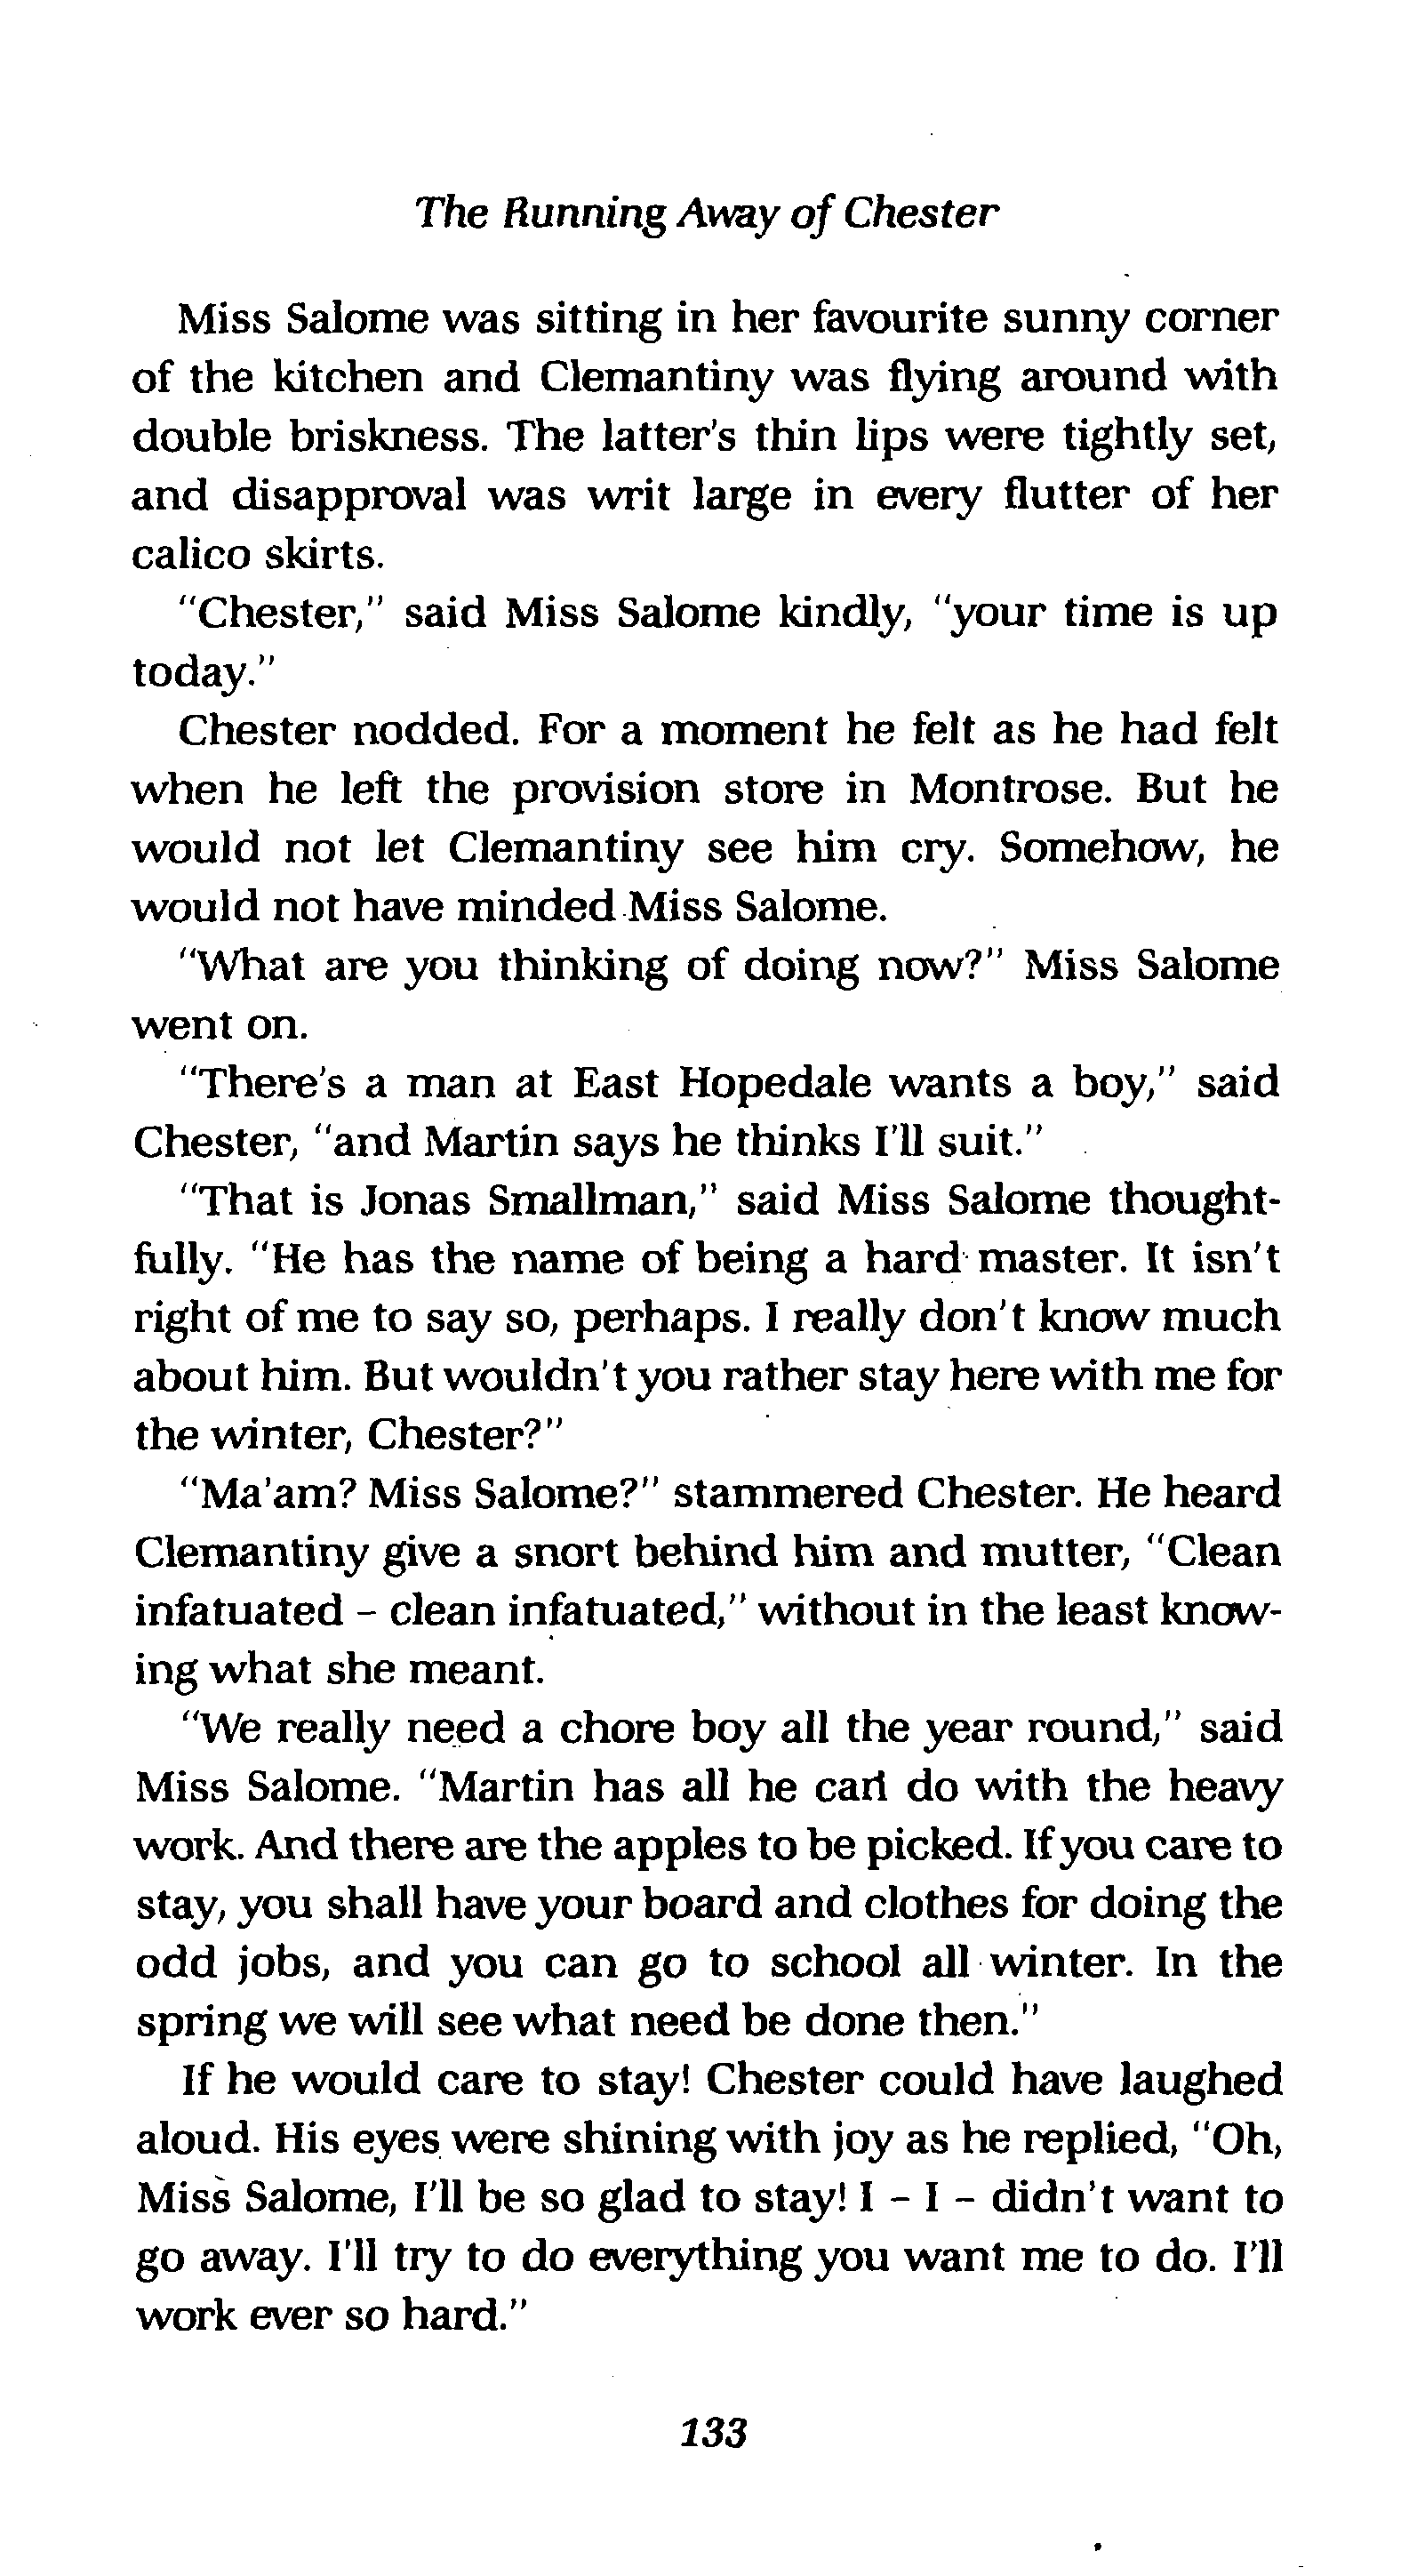 The Running Away of Chester
Miss Salome was sitting in her favourite sunny corner
of the kitchen and Clemantiny was flying around with
double briskness. The latter's thin lips were tightly set,
and disapproval was writ large in every flutter of her
calico skirts.
"Chester," said Miss Salome kindly, "your time is up
today."
Chester nodded. For a moment he felt as he had felt
when he left the provision store in Montrose. But he
would not let Clemantiny see him cry. Somehow, he
would not have minded Miss Salome.
"What are you thinking of doing now?" Miss Salome
went on.
"There's a man at East Hopedale wants a boy," said
Chester, "and Martin says he thinks I'll suit."
"That is Jonas Smallman," said Miss Salome thought-
fully. "He has the name of being a hard master. It isn't
right of me to say so, perhaps. I really don't know much
about him. But wouldn't you rather stay here with me for
the winter, Chester?"
"Ma'am? Miss Salome?" stammered Chester. He heard
Clemantiny give a snort behind him and mutter, "Clean
infatuated – clean infatuated," without in the least know-
ing what she meant.
"We really need a chore boy all the year round," said
Miss Salome. "Martin has all he can do with the heavy
work. And there are the apples to be picked. If you care to
stay, you shall have your board and clothes for doing the
odd jobs, and you can go to school all winter. In the
spring we will see what need be done then."
If he would care to stay! Chester could have laughed
aloud. His eyes were shining with joy as he replied, "Oh,
Miss Salome, I'll be so glad to stay! I – I – didn't want to
go away. I'll try to do everything you want me to do. I'll
work ever so hard."
133